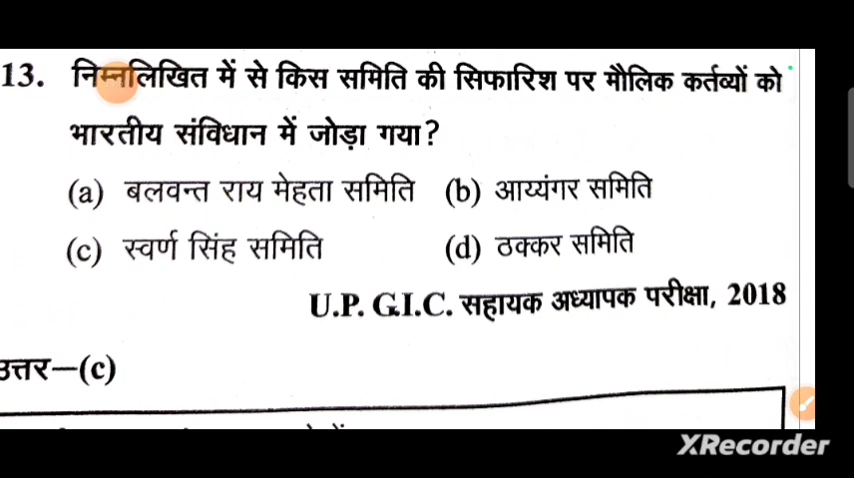 13. निम्नलिखित में से किस समिति की सिफारिश पर मौलिक कर्तव्यों को
भारतीय संविधान में जोड़ा गया?
(a) बलवन्त राय मेहता समिति (b) आय्यंगर समिति
(c) स्वर्ण सिंह समिति (d) ठक्कर समिति
U.P. G.I.C. सहायक अध्यापक परीक्षा, 2018
उत्तर—(c)
XRecorder